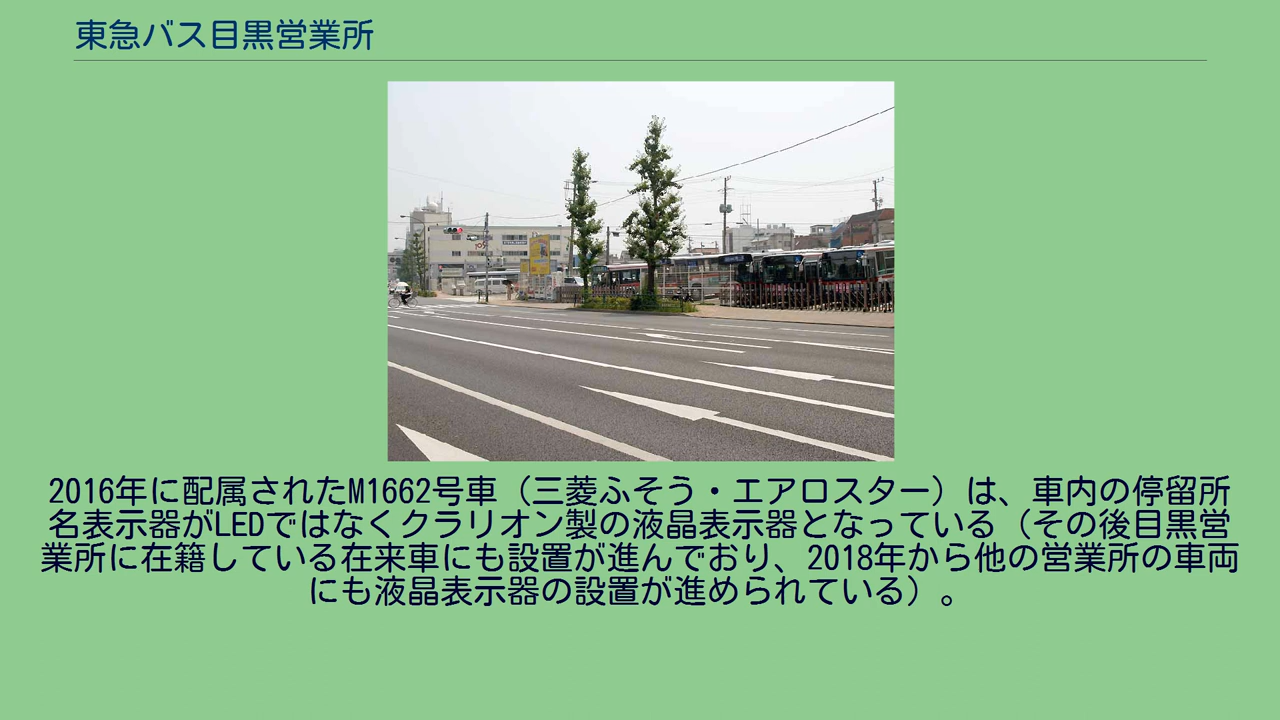 東急バス目黒営業所
2016年に配属されたM1662号車（三菱ふそう・エアロスター）は、車内の停留所
名表示器がLEDではなくクラリオン製の液晶表示器となっている（その後目黒営
業所に在籍している在来車にも設置が進んでおり、2018年から他の営業所の車両
にも液晶表示器の設置が進められている）。